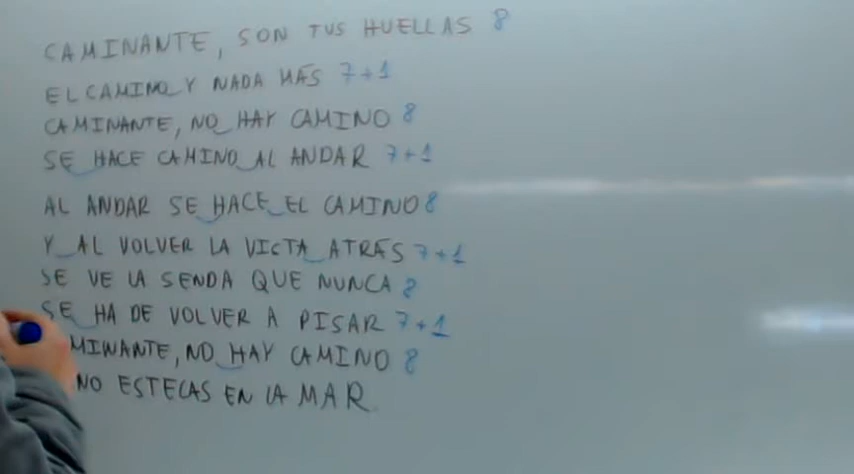 CAMINANTE, SON TUS HUELLAS 8
EL CAMINO Y NADA MÁS 7+1
CAMINANTE, NO HAY CAMINO 8
SE HACE CAMINO AL ANDAR 7+1
AL ANDAR SE HACE EL CAMINO 8
Y AL VOLVER LA VISTA ATRÁS 7+1
SE VE LA SENDA QUE NUNCA 8
SE HA DE VOLVER A PISAR 7+1
MINANTE, NO HAY CAMINO 8
NO ESTELAS EN LA MAR